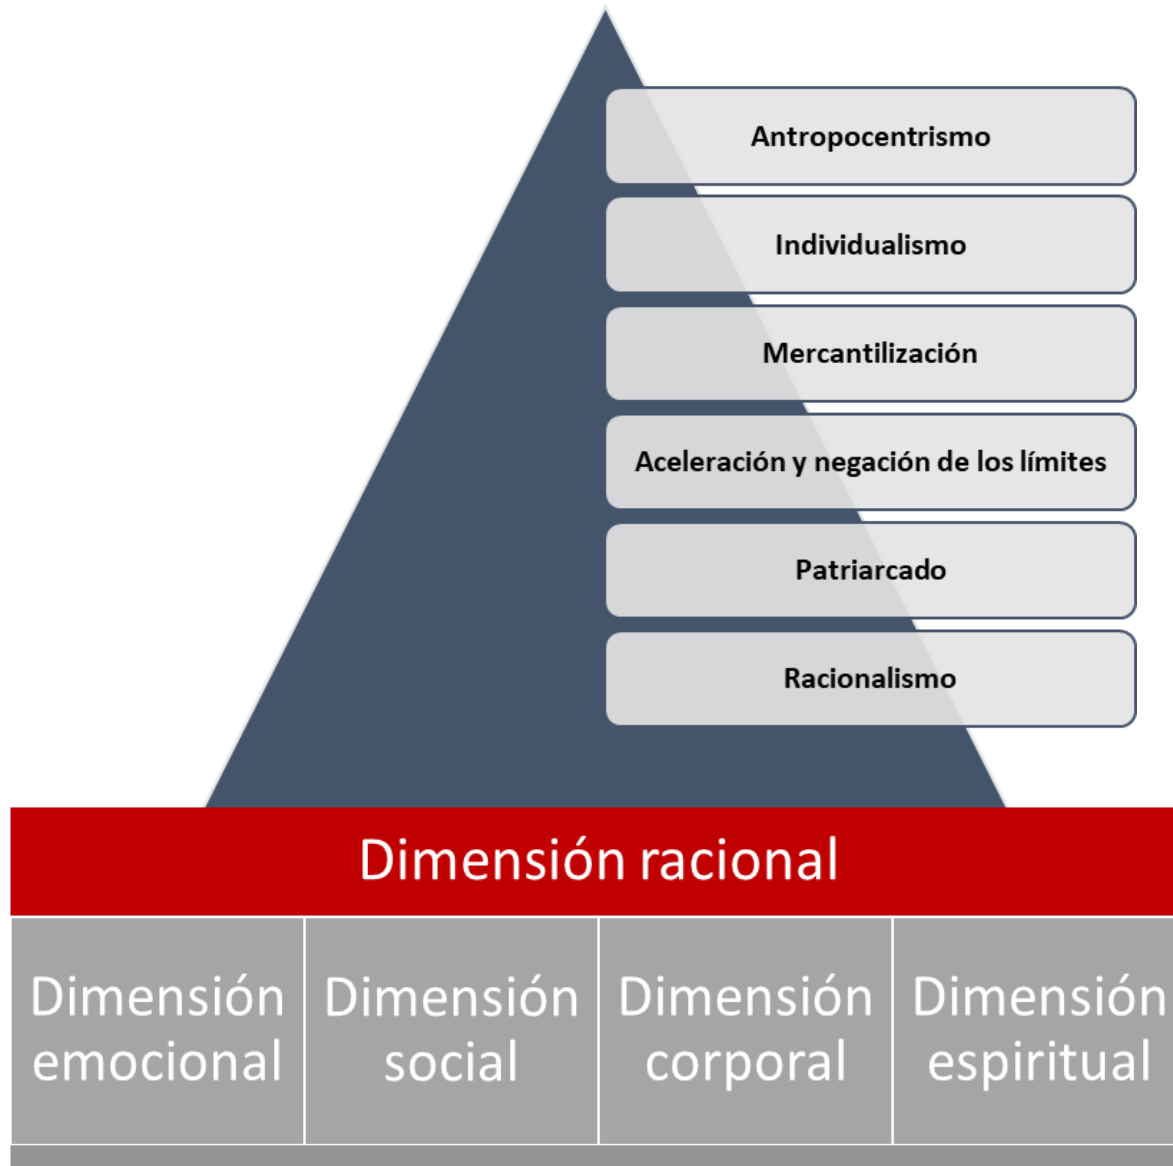 Antropocentrismo
Individualismo
Mercantilización
Aceleración y negación de los límites
Patriarcado
Racionalismo
Dimensión racional
Dimensión
emocional
Dimensión
social
Dimensión
corporal
Dimensión
espiritual